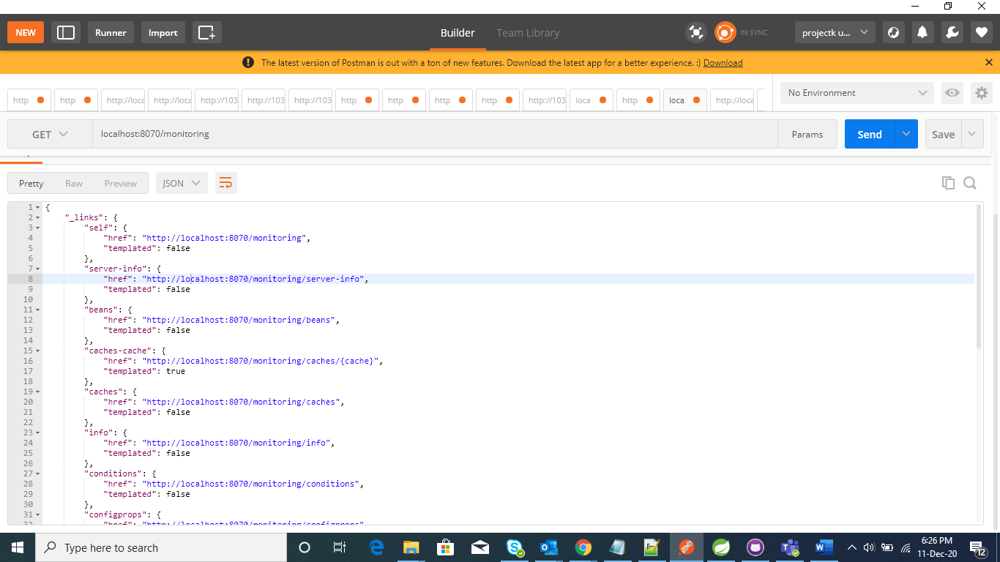 NEW
Runner
Import
Builder
Team Library
IN SYNC
projectk u...
The latest version of Postman is out with a ton of new features. Download the latest app for a better experience. :) Download
http
http
http://loca
http://loca
http://103
http://103
http://103
http
http
http
http
http://103
loca
http
loca
http://loca
No Environment
GET
localhost:8070/monitoring
Params
Send
Save
Pretty
Raw
Preview
JSON
1 {
2 "_links": {
3 "self": {
4 "href": "http://localhost:8070/monitoring",
5 "templated": false
6 },
7 "server-info": {
8 "href": "http://localhost:8070/monitoring/server-info",
9 "templated": false
10 },
11 "beans": {
12 "href": "http://localhost:8070/monitoring/beans",
13 "templated": false
14 },
15 "caches-cache": {
16 "href": "http://localhost:8070/monitoring/caches/{cache}",
17 "templated": true
18 },
19 "caches": {
20 "href": "http://localhost:8070/monitoring/caches",
21 "templated": false
22 },
23 "info": {
24 "href": "http://localhost:8070/monitoring/info",
25 "templated": false
26 },
27 "conditions": {
28 "href": "http://localhost:8070/monitoring/conditions",
29 "templated": false
30 },
31 "configprops": {
32 "href": "http://localhost:8070/monitoring/configprops"
Type here to search
6:26 PM
11-Dec-20
12